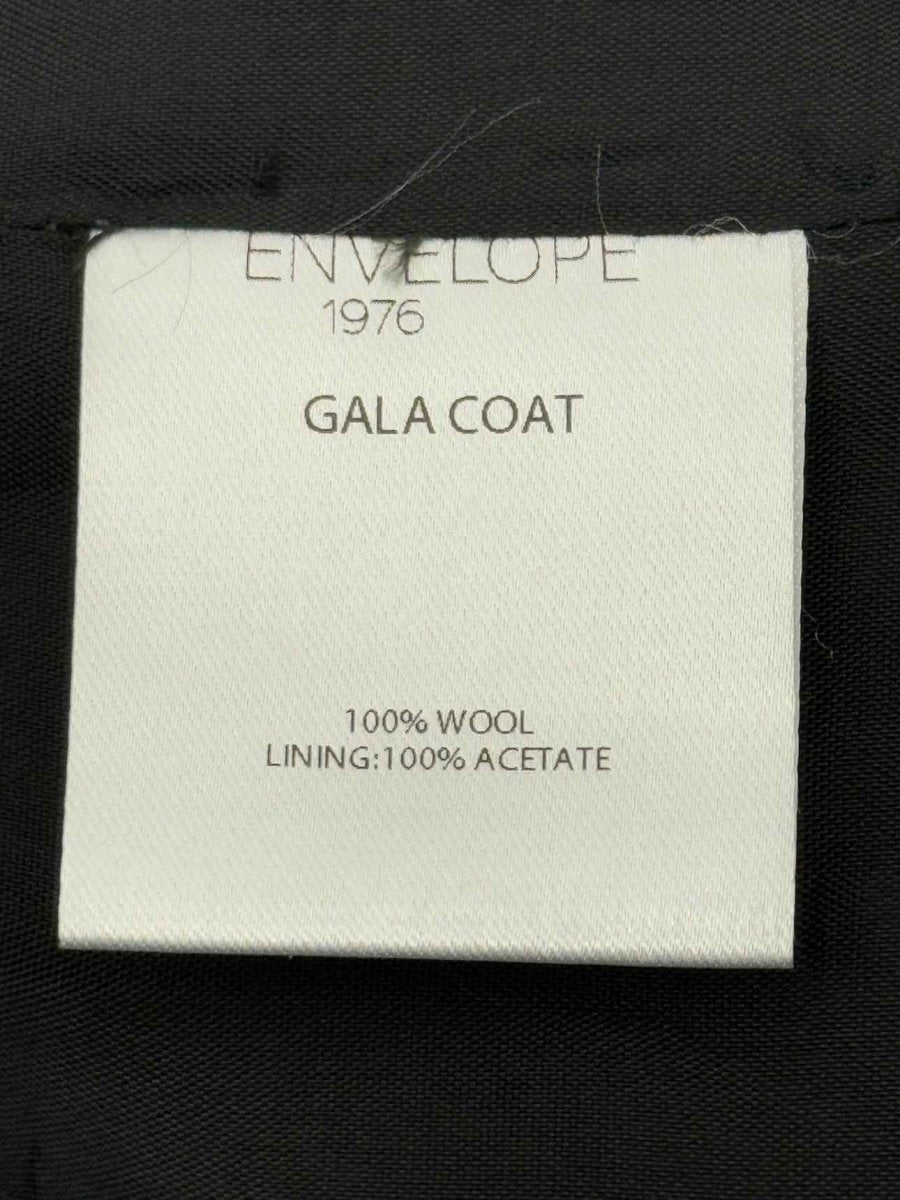 ENVELOPE
1976
GALA COAT
100% WOOL
LINING:100% ACETATE